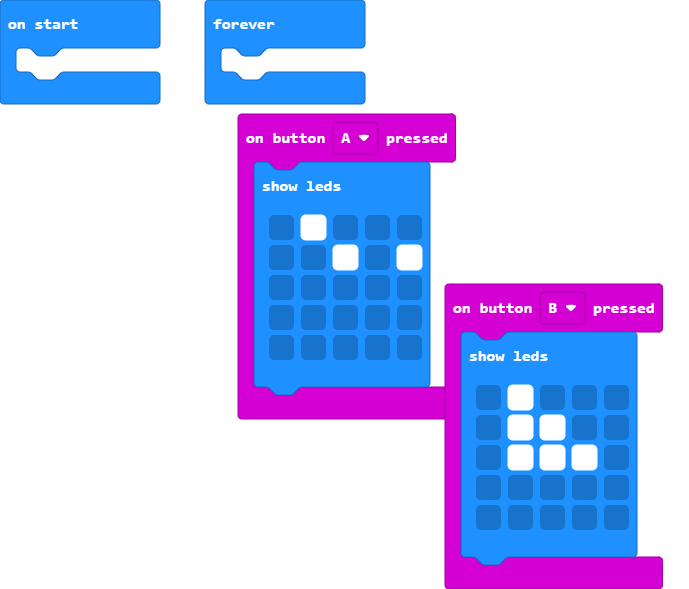 on start
forever
on button A pressed
show leds
on button B pressed
show leds